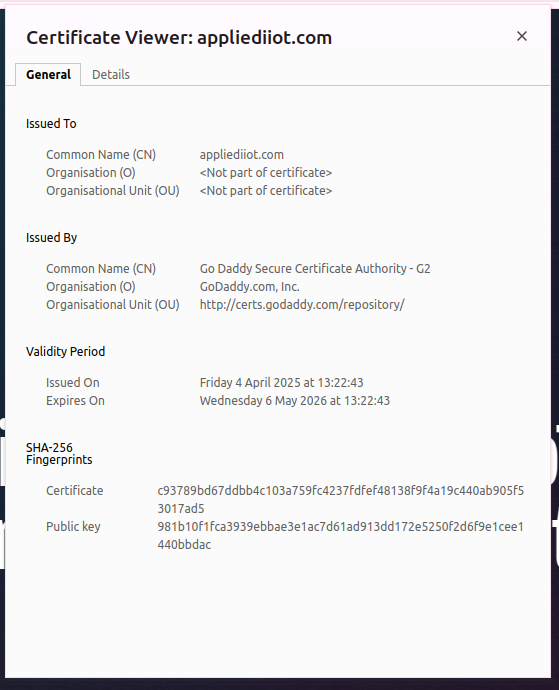 Certificate Viewer: appliediiot.com
General Details
Issued To
Common Name (CN) appliediiot.com
Organisation (O) <Not part of certificate>
Organisational Unit (OU) <Not part of certificate>
Issued By
Common Name (CN) Go Daddy Secure Certificate Authority - G2
Organisation (O) GoDaddy.com, Inc.
Organisational Unit (OU) http://certs.godaddy.com/repository/
Validity Period
Issued On Friday 4 April 2025 at 13:22:43
Expires On Wednesday 6 May 2026 at 13:22:43
SHA-256
Fingerprints
Certificate c93789bd67ddbb4c103a759fc4237fdfef48138f9f4a19c440ab905f5
3017ad5
Public key 981b10f1fca3939ebbae3e1ac7d61ad913dd172e5250f2d6f9e1cee1
440bbdac